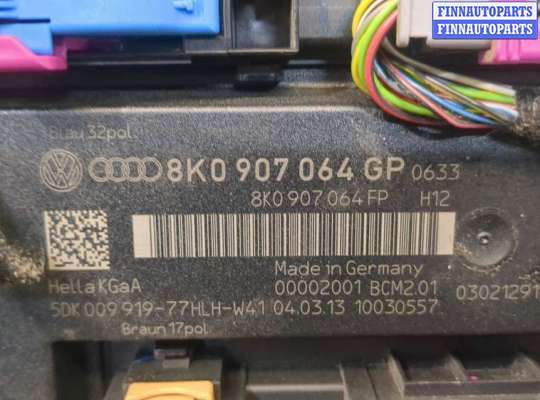 FINNAUTOPARTS
FINNAUTOPARTS
Blau 32pol.
8K0 907 064 GP 0633
8K0 907 064 FP H12
Made in Germany
Hella KGaA 00002001 BCM2.01 03021291
5DK 009 919-77HLH-W41 04.03.13 10030557
Braun 17pol.